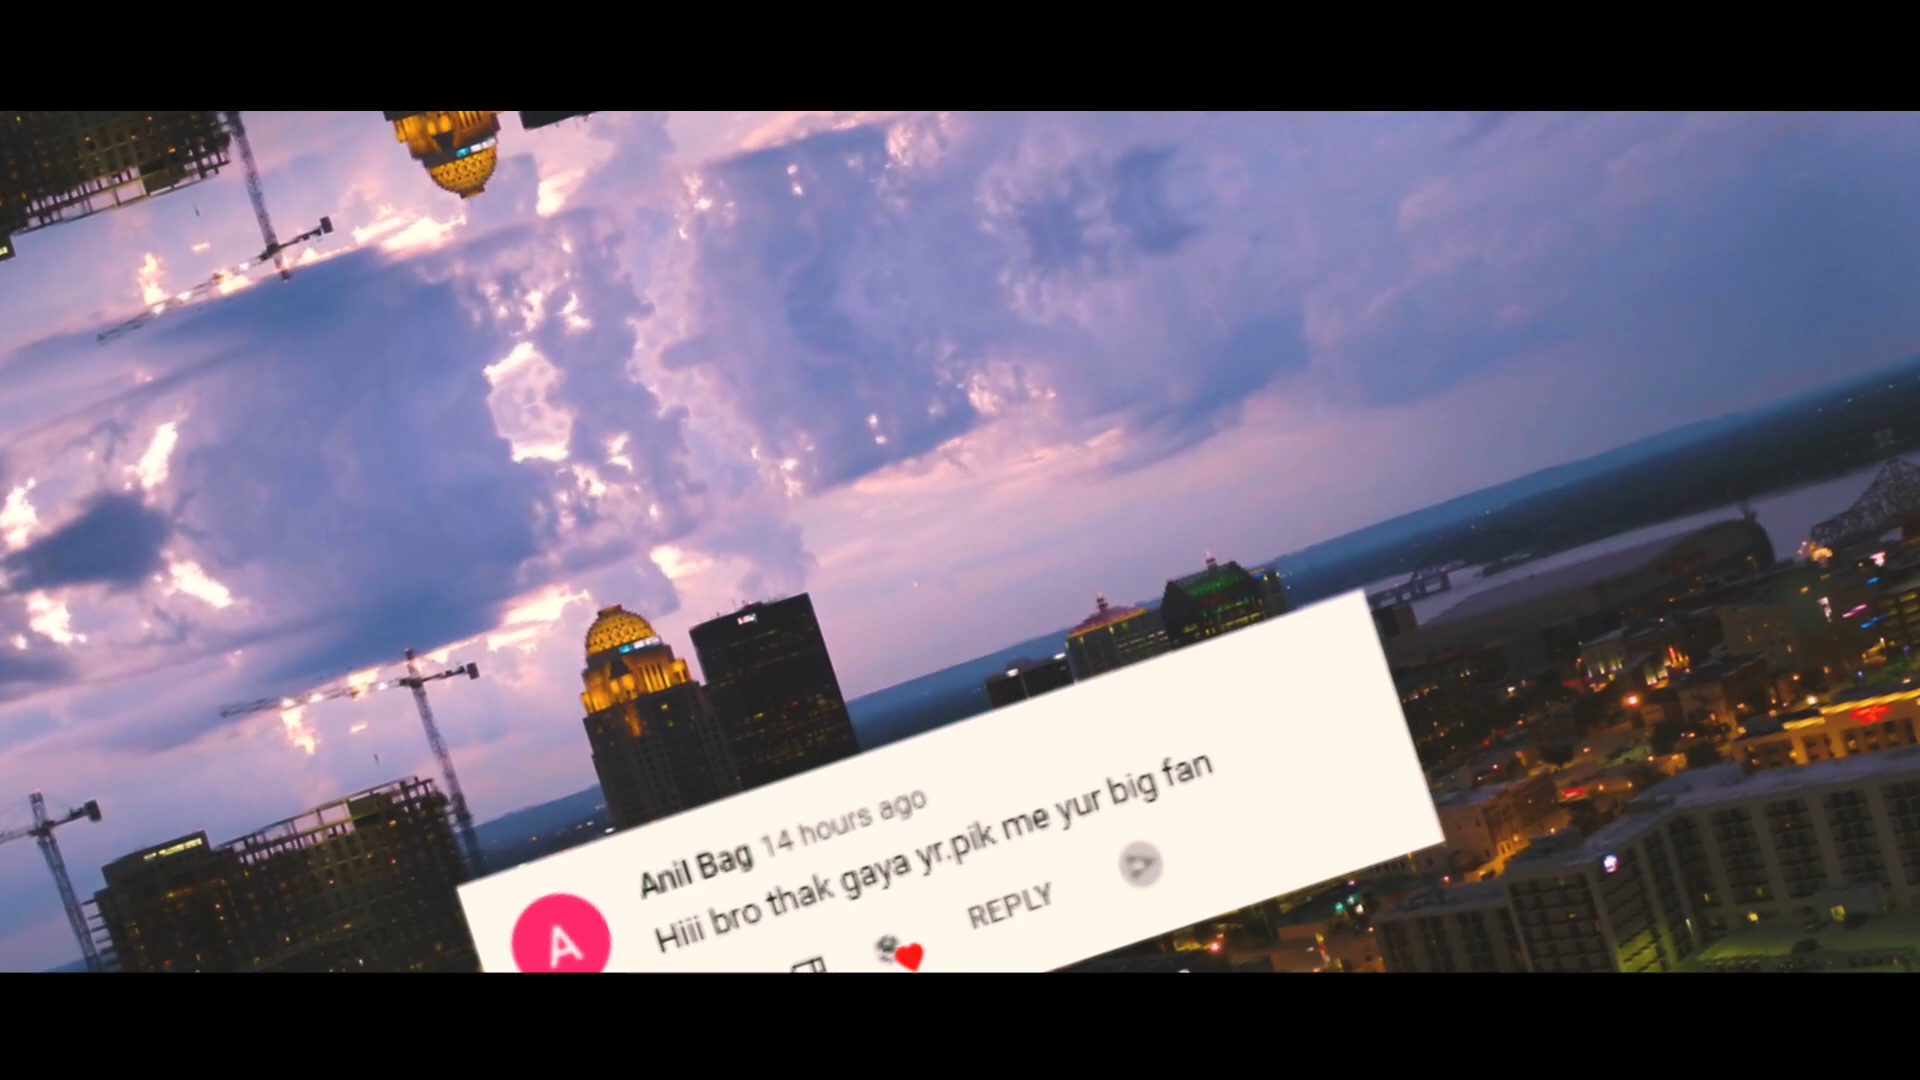 Anil Bag 14 hours ago
Hiii bro thak gaya yr.pik me yur big fan
A
REPLY